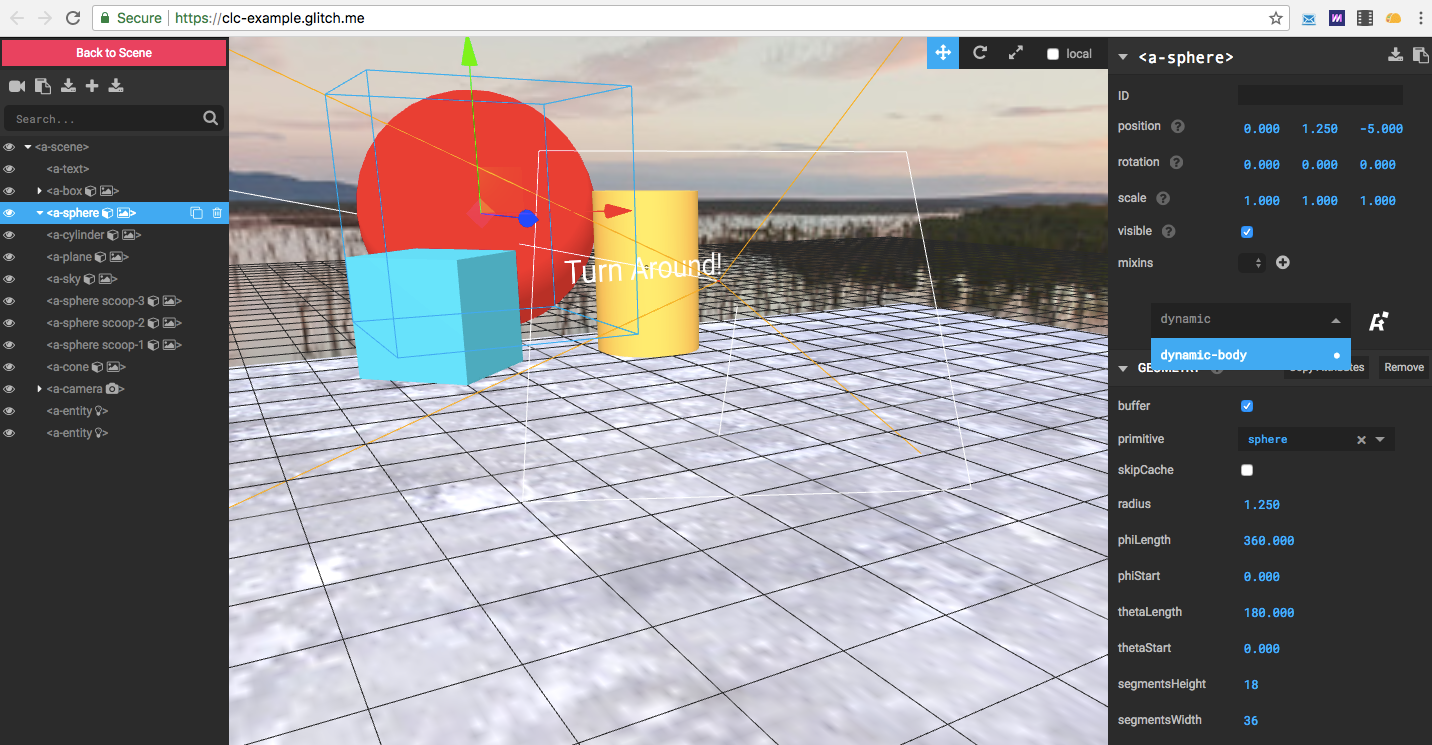 Secure https://clc-example.glitch.me
Back to Scene
Search...
<a-scene>
<a-text>
<a-box >
<a-sphere >
<a-cylinder >
<a-plane >
<a-sky >
<a-sphere scoop-3 >
<a-sphere scoop-2 >
<a-sphere scoop-1 >
<a-cone >
<a-camera >
<a-entity >
<a-entity >
local
Turn Around!
<a-sphere>
ID
position 0.000 1.250 -5.000
rotation 0.000 0.000 0.000
scale 1.000 1.000 1.000
visible
mixins
dynamic
dynamic-body
GEOMETRY Copy Attributes Remove
buffer
primitive sphere
skipCache
radius 1.250
phiLength 360.000
phiStart 0.000
thetaLength 180.000
thetaStart 0.000
segmentsHeight 18
segmentsWidth 36